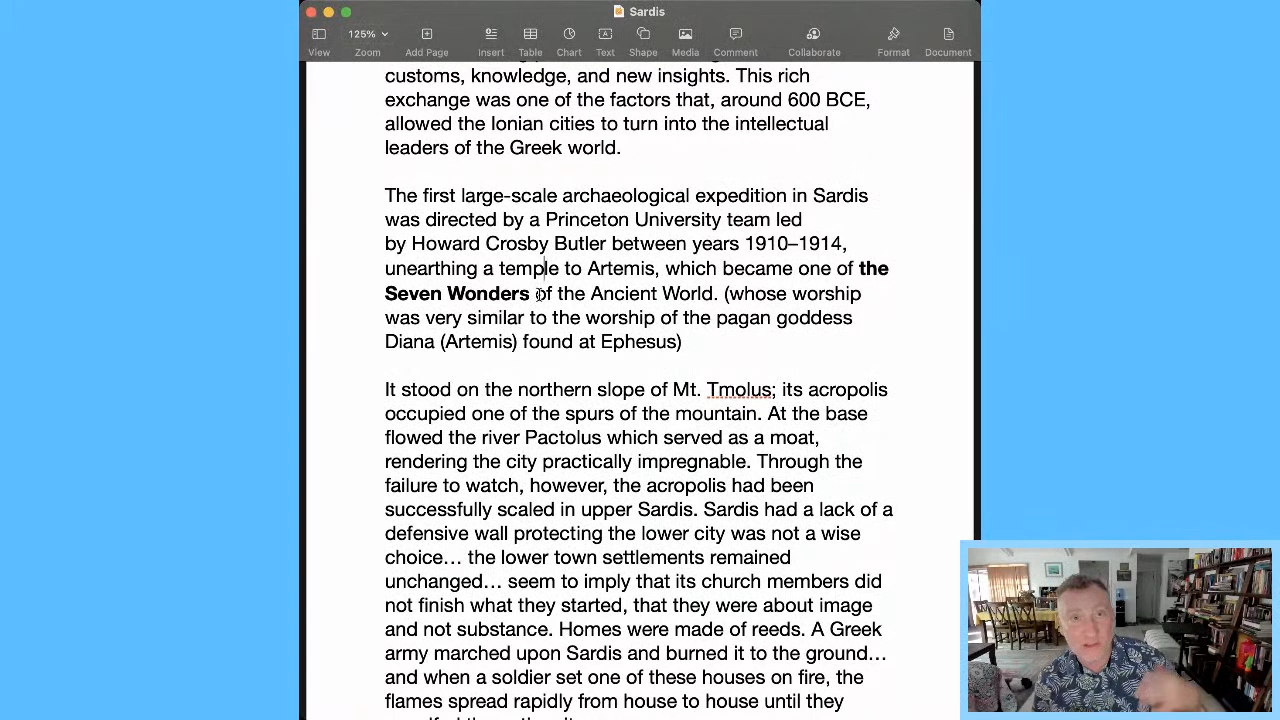 Sardis
125%
View
Zoom
Add Page
Insert
Table
Chart
Text
Shape
Media
Comment
Collaborate
Format
Document
customs, knowledge, and new insights. This rich
exchange was one of the factors that, around 600 BCE,
allowed the Ionian cities to turn into the intellectual
leaders of the Greek world.
The first large-scale archaeological expedition in Sardis
was directed by a Princeton University team led
by Howard Crosby Butler between years 1910–1914,
unearthing a temple to Artemis, which became one of the
Seven Wonders of the Ancient World. (whose worship
was very similar to the worship of the pagan goddess
Diana (Artemis) found at Ephesus)
It stood on the northern slope of Mt. Tmolus; its acropolis
occupied one of the spurs of the mountain. At the base
flowed the river Pactolus which served as a moat,
rendering the city practically impregnable. Through the
failure to watch, however, the acropolis had been
successfully scaled in upper Sardis. Sardis had a lack of a
defensive wall protecting the lower city was not a wise
choice… the lower town settlements remained
unchanged… seem to imply that its church members did
not finish what they started, that they were about image
and not substance. Homes were made of reeds. A Greek
army marched upon Sardis and burned it to the ground…
and when a soldier set one of these houses on fire, the
flames spread rapidly from house to house until they